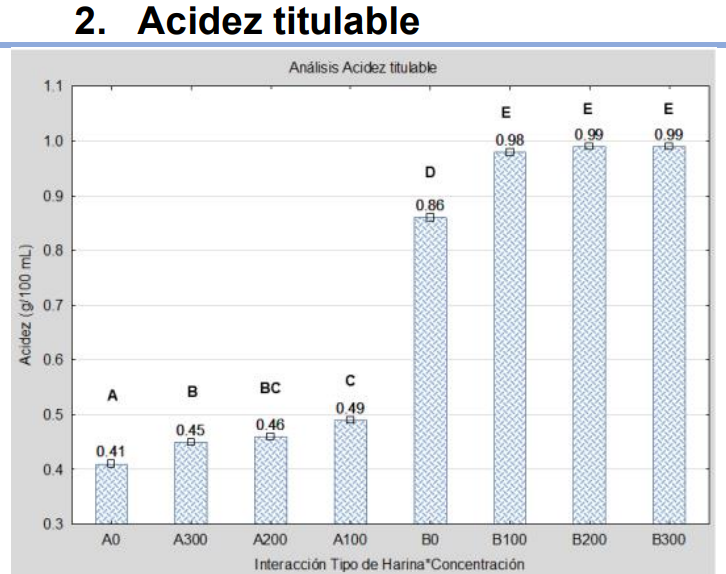 2. Acidez titulable
Análisis Acidez titulable
1.1
1.0
0.9
0.8
0.7
0.6
0.5
0.4
0.3
Acidez (g/100 mL)
A
B
BC
C
D
E
E
E
0.41
0.45
0.46
0.49
0.86
0.98
0.99
0.99
A0
A300
A200
A100
B0
B100
B200
B300
Interacción Tipo de Harina*Concentración